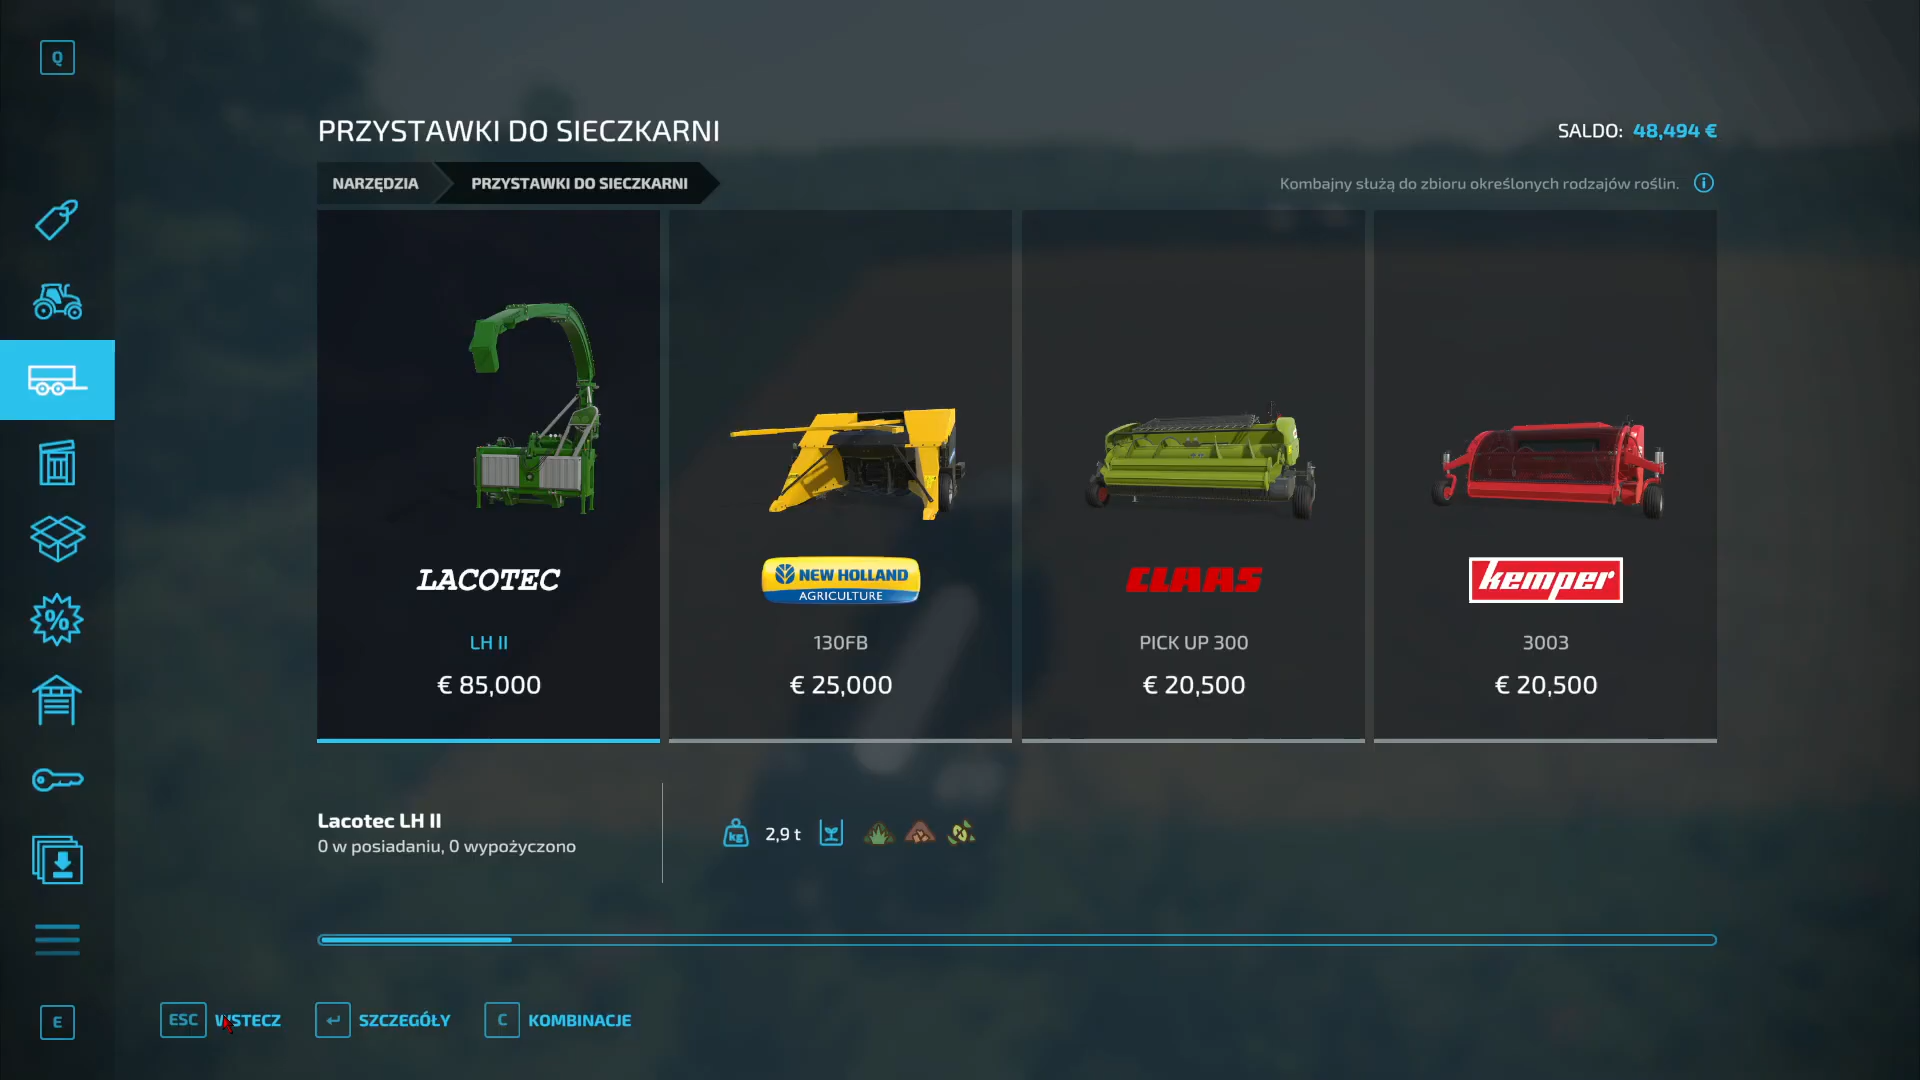 Q
PRZYSTAWKI DO SIECZKARNI
SALDO: 48,494 €
NARZĘDZIA
PRZYSTAWKI DO SIECZKARNI
Kombajny służą do zbioru określonych rodzajów roślin.
LACOTEC
LH II
€ 85,000
NEW HOLLAND
AGRICULTURE
130FB
€ 25,000
CLAAS
PICK UP 300
€ 20,500
kemper
3003
€ 20,500
Lacotec LH II
0 w posiadaniu, 0 wypożyczono
kg
2,9 t
%
E
ESC WSTECZ
SZCZEGÓŁY
C KOMBINACJE